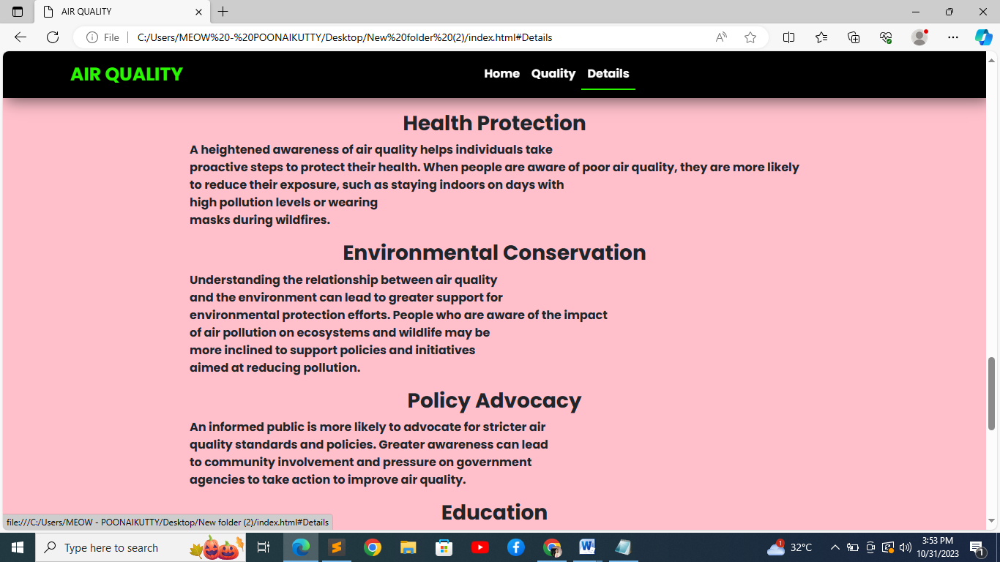 AIR QUALITY
File
C:/Users/MEOW%20-%20POONAIKUTTY/Desktop/New%20folder%20(2)/index.html#Details
AIR QUALITY
Home Quality Details
Health Protection
A heightened awareness of air quality helps individuals take
proactive steps to protect their health. When people are aware of poor air quality, they are more likely
to reduce their exposure, such as staying indoors on days with
high pollution levels or wearing
masks during wildfires.
Environmental Conservation
Understanding the relationship between air quality
and the environment can lead to greater support for
environmental protection efforts. People who are aware of the impact
of air pollution on ecosystems and wildlife may be
more inclined to support policies and initiatives
aimed at reducing pollution.
Policy Advocacy
An informed public is more likely to advocate for stricter air
quality standards and policies. Greater awareness can lead
to community involvement and pressure on government
agencies to take action to improve air quality.
Education
file:///C:/Users/MEOW - POONAIKUTTY/Desktop/New folder (2)/index.html#Details
Type here to search
1
32°C
3:53 PM
10/31/2023
1